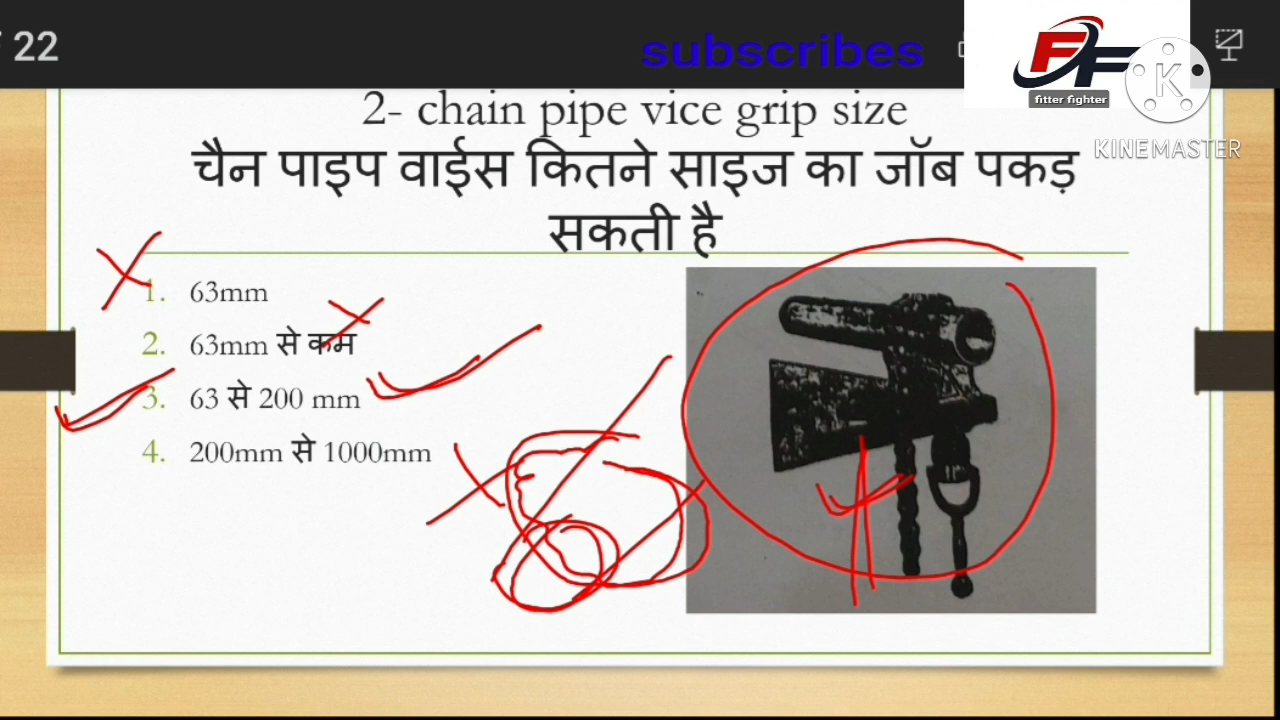 22
subscribes
FF
fitter fighter
K
KINEMASTER
2- chain pipe vice grip size
चैन पाइप वाईस कितने साइज का जॉब पकड़
सकती है
1. 63mm
2. 63mm से कम
3. 63 से 200 mm
4. 200mm से 1000mm